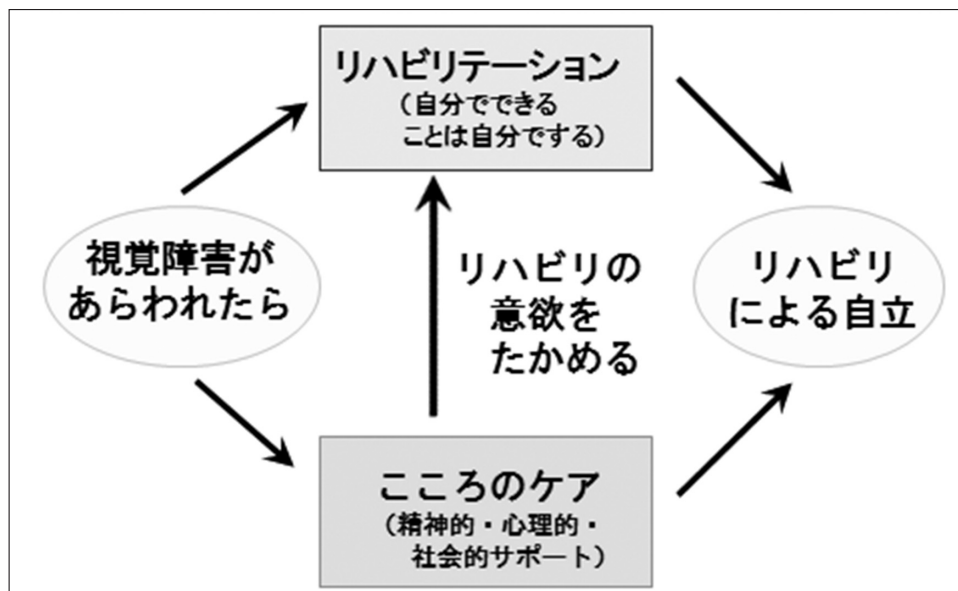 リハビリテーション
（自分でできる
ことは自分でする）
視覚障害が
あらわれたら
リハビリの
意欲を
たかめる
リハビリ
による自立
こころのケア
（精神的・心理的・
社会的サポート）